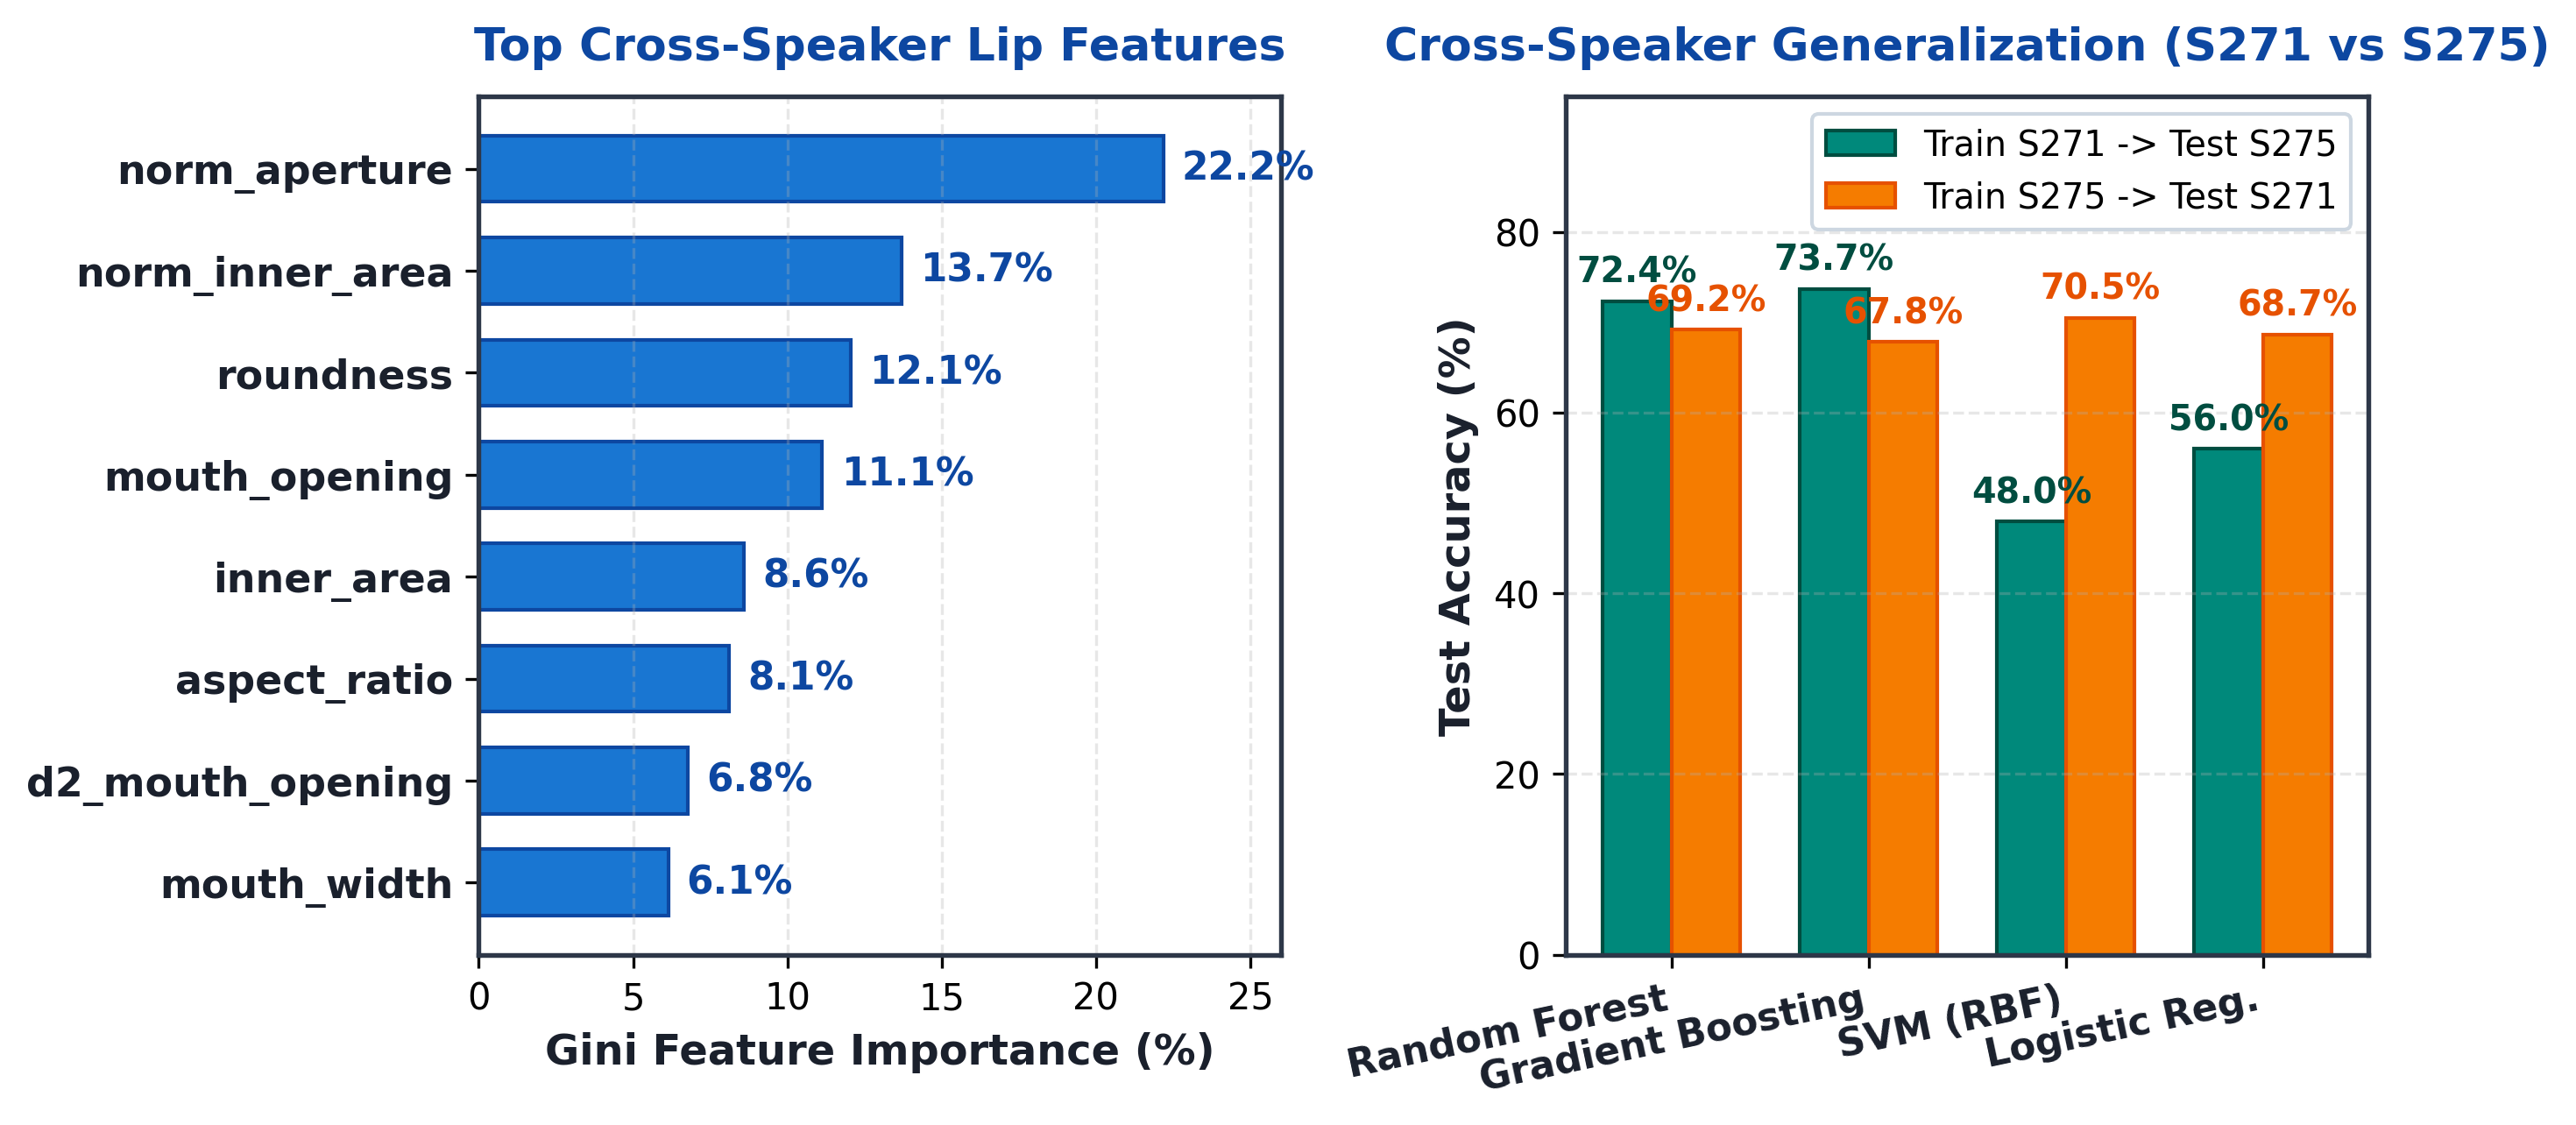 Top Cross-Speaker Lip Features
norm_aperture
22.2%
norm_inner_area
13.7%
roundness
12.1%
mouth_opening
11.1%
inner_area
8.6%
aspect_ratio
8.1%
d2_mouth_opening
6.8%
mouth_width
6.1%
0 5 10 15 20 25
Gini Feature Importance (%)
Cross-Speaker Generalization (S271 vs S275)
Train S271 -> Test S275
Train S275 -> Test S271
Test Accuracy (%)
80
60
40
20
0
72.4%
69.2%
73.7%
67.8%
48.0%
70.5%
56.0%
68.7%
Random Forest
Gradient Boosting
SVM (RBF)
Logistic Reg.